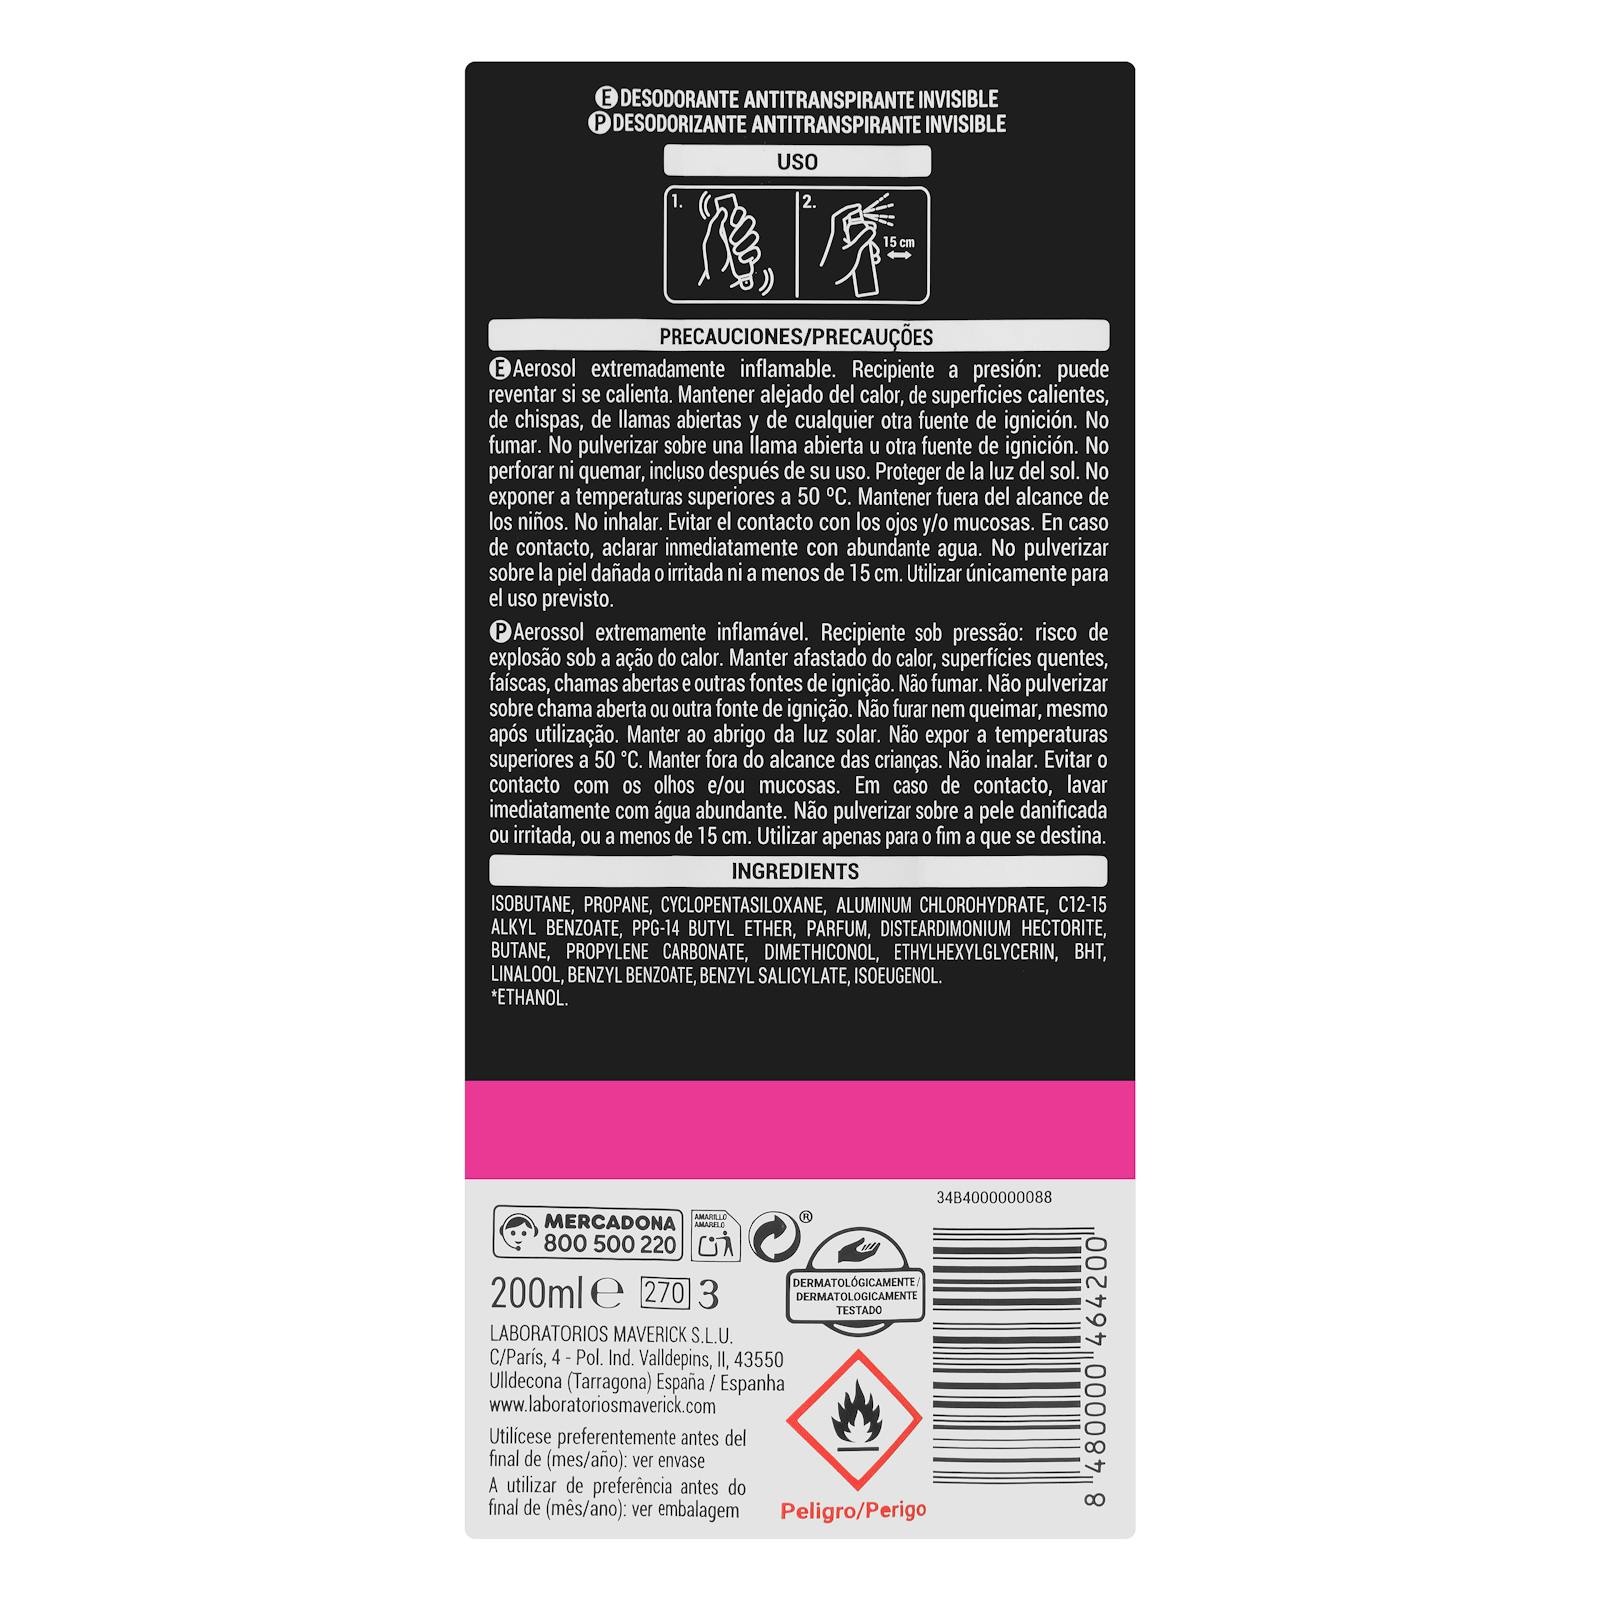 E DESODORANTE ANTITRANSPIRANTE INVISIBLE
P DESODORIZANTE ANTITRANSPIRANTE INVISIBLE
USO
1.
2.
15 cm
PRECAUCIONES/PRECAUÇÕES
E Aerosol extremadamente inflamable. Recipiente a presión: puede
reventar si se calienta. Mantener alejado del calor, de superficies calientes,
de chispas, de llamas abiertas y de cualquier otra fuente de ignición. No
fumar. No pulverizar sobre una llama abierta u otra fuente de ignición. No
perforar ni quemar, incluso después de su uso. Proteger de la luz del sol. No
exponer a temperaturas superiores a 50 ºC. Mantener fuera del alcance de
los niños. No inhalar. Evitar el contacto con los ojos y/o mucosas. En caso
de contacto, aclarar inmediatamente con abundante agua. No pulverizar
sobre la piel dañada o irritada ni a menos de 15 cm. Utilizar únicamente para
el uso previsto.
P Aerossol extremamente inflamável. Recipiente sob pressão: risco de
explosão sob a ação do calor. Manter afastado do calor, superfícies quentes,
faíscas, chamas abertas e outras fontes de ignição. Não fumar. Não pulverizar
sobre chama aberta ou outra fonte de ignição. Não furar nem queimar, mesmo
após utilização. Manter ao abrigo da luz solar. Não expor a temperaturas
superiores a 50 °C. Manter fora do alcance das crianças. Não inalar. Evitar o
contacto com os olhos e/ou mucosas. Em caso de contacto, lavar
imediatamente com água abundante. Não pulverizar sobre a pele danificada
ou irritada, ou a menos de 15 cm. Utilizar apenas para o fim a que se destina.
INGREDIENTS
ISOBUTANE, PROPANE, CYCLOPENTASILOXANE, ALUMINUM CHLOROHYDRATE, C12-15
ALKYL BENZOATE, PPG-14 BUTYL ETHER, PARFUM, DISTEARDIMONIUM HECTORITE,
BUTANE, PROPYLENE CARBONATE, DIMETHICONOL, ETHYLHEXYLGLYCERIN, BHT,
LINALOOL, BENZYL BENZOATE, BENZYL SALICYLATE, ISOEUGENOL.
*ETHANOL.
34B4000000088
MERCADONA
800 500 220
AMARILLO
AMARELO
®
DERMATOLÓGICAMENTE/
DERMATOLOGICAMENTE
TESTADO
200ml e 270 3
LABORATORIOS MAVERICK S.L.U.
C/París, 4 - Pol. Ind. Valldepins, II, 43550
Ulldecona (Tarragona) España / Espanha
www.laboratoriosmaverick.com
Utilícese preferentemente antes del
final de (mes/año): ver envase
A utilizar de preferência antes do
final de (mês/ano): ver embalagem
Peligro/Perigo
8 480000 464200